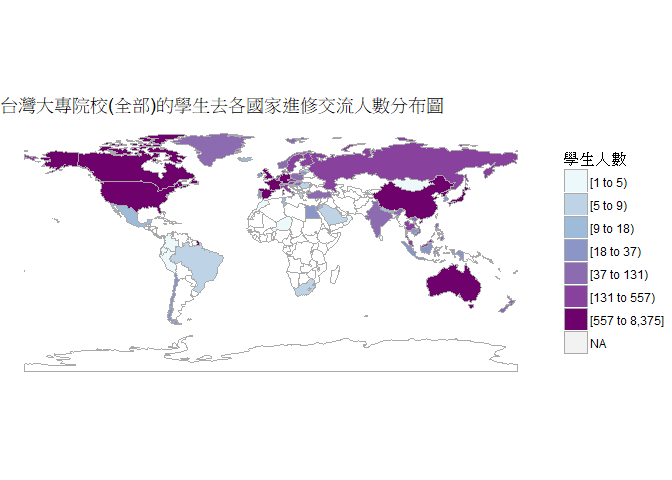 台灣大專院校(全部)的學生去各國家進修交流人數分布圖
學生人數
[1 to 5)
[5 to 9)
[9 to 18)
[18 to 37)
[37 to 131)
[131 to 557)
[557 to 8,375]
NA